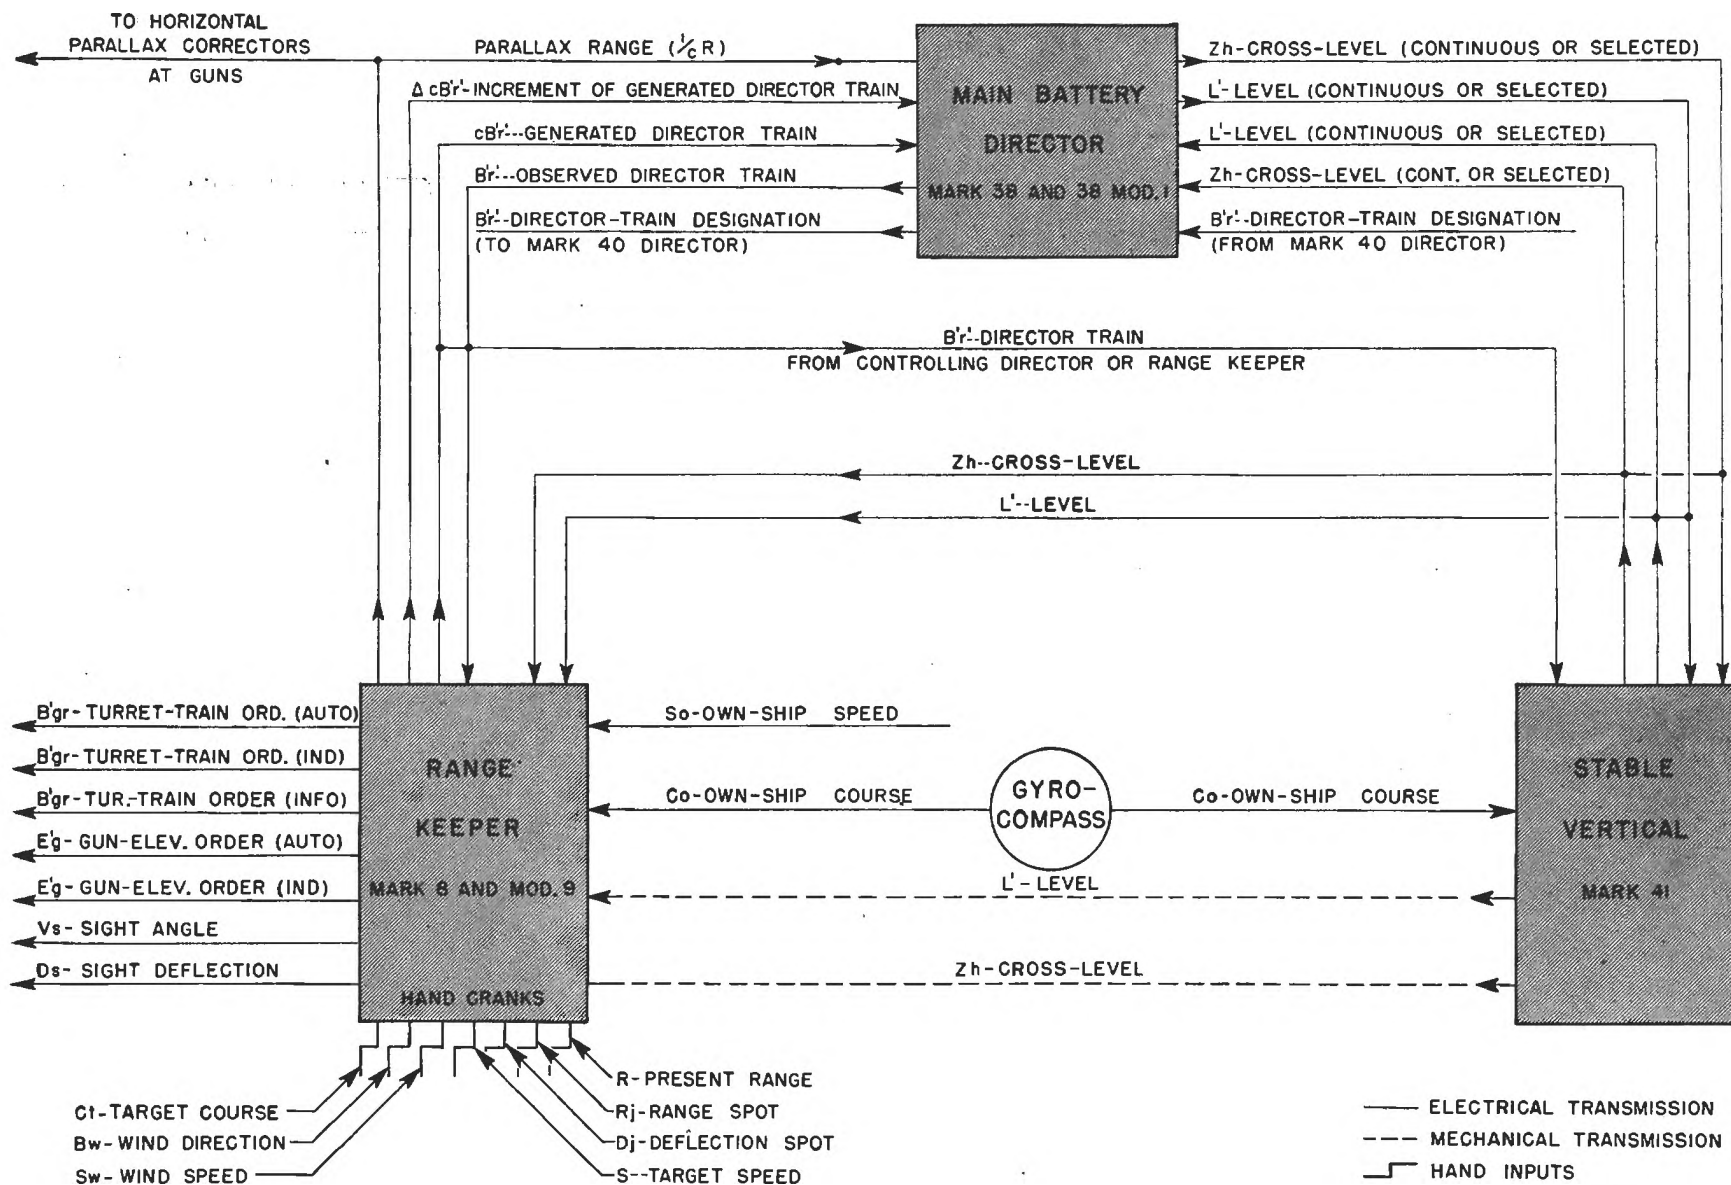 TO HORIZONTAL
PARALLAX CORRECTORS
AT GUNS
PARALLAX RANGE (1/c R)
Δ cB'r'-INCREMENT OF GENERATED DIRECTOR TRAIN
cB'r'--GENERATED DIRECTOR TRAIN
B'r'--OBSERVED DIRECTOR TRAIN
B'r'-DIRECTOR-TRAIN DESIGNATION
(TO MARK 40 DIRECTOR)
MAIN BATTERY
DIRECTOR
MARK 38 AND 38 MOD. 1
Zh-CROSS-LEVEL (CONTINUOUS OR SELECTED)
L'-LEVEL (CONTINUOUS OR SELECTED)
L'-LEVEL (CONTINUOUS OR SELECTED)
Zh-CROSS-LEVEL (CONT. OR SELECTED)
B'r'-DIRECTOR-TRAIN DESIGNATION
(FROM MARK 40 DIRECTOR)
B'r'--DIRECTOR TRAIN
FROM CONTROLLING DIRECTOR OR RANGE KEEPER
Zh--CROSS-LEVEL
L'--LEVEL
B'gr-TURRET-TRAIN ORD. (AUTO)
B'gr-TURRET-TRAIN ORD. (IND)
B'gr-TUR.-TRAIN ORDER (INFO)
E'g-GUN-ELEV. ORDER (AUTO)
E'g-GUN-ELEV. ORDER (IND)
Vs-SIGHT ANGLE
Ds-SIGHT DEFLECTION
RANGE
KEEPER
MARK 8 AND MOD. 9
HAND CRANKS
So-OWN-SHIP SPEED
Co-OWN-SHIP COURSE
GYRO-
COMPASS
Co-OWN-SHIP COURSE
L'-LEVEL
Zh-CROSS-LEVEL
STABLE
VERTICAL
MARK 41
Ct-TARGET COURSE
Bw-WIND DIRECTION
Sw-WIND SPEED
R-PRESENT RANGE
Rj-RANGE SPOT
Dj-DEFLECTION SPOT
S--TARGET SPEED
ELECTRICAL TRANSMISSION
MECHANICAL TRANSMISSION
HAND INPUTS